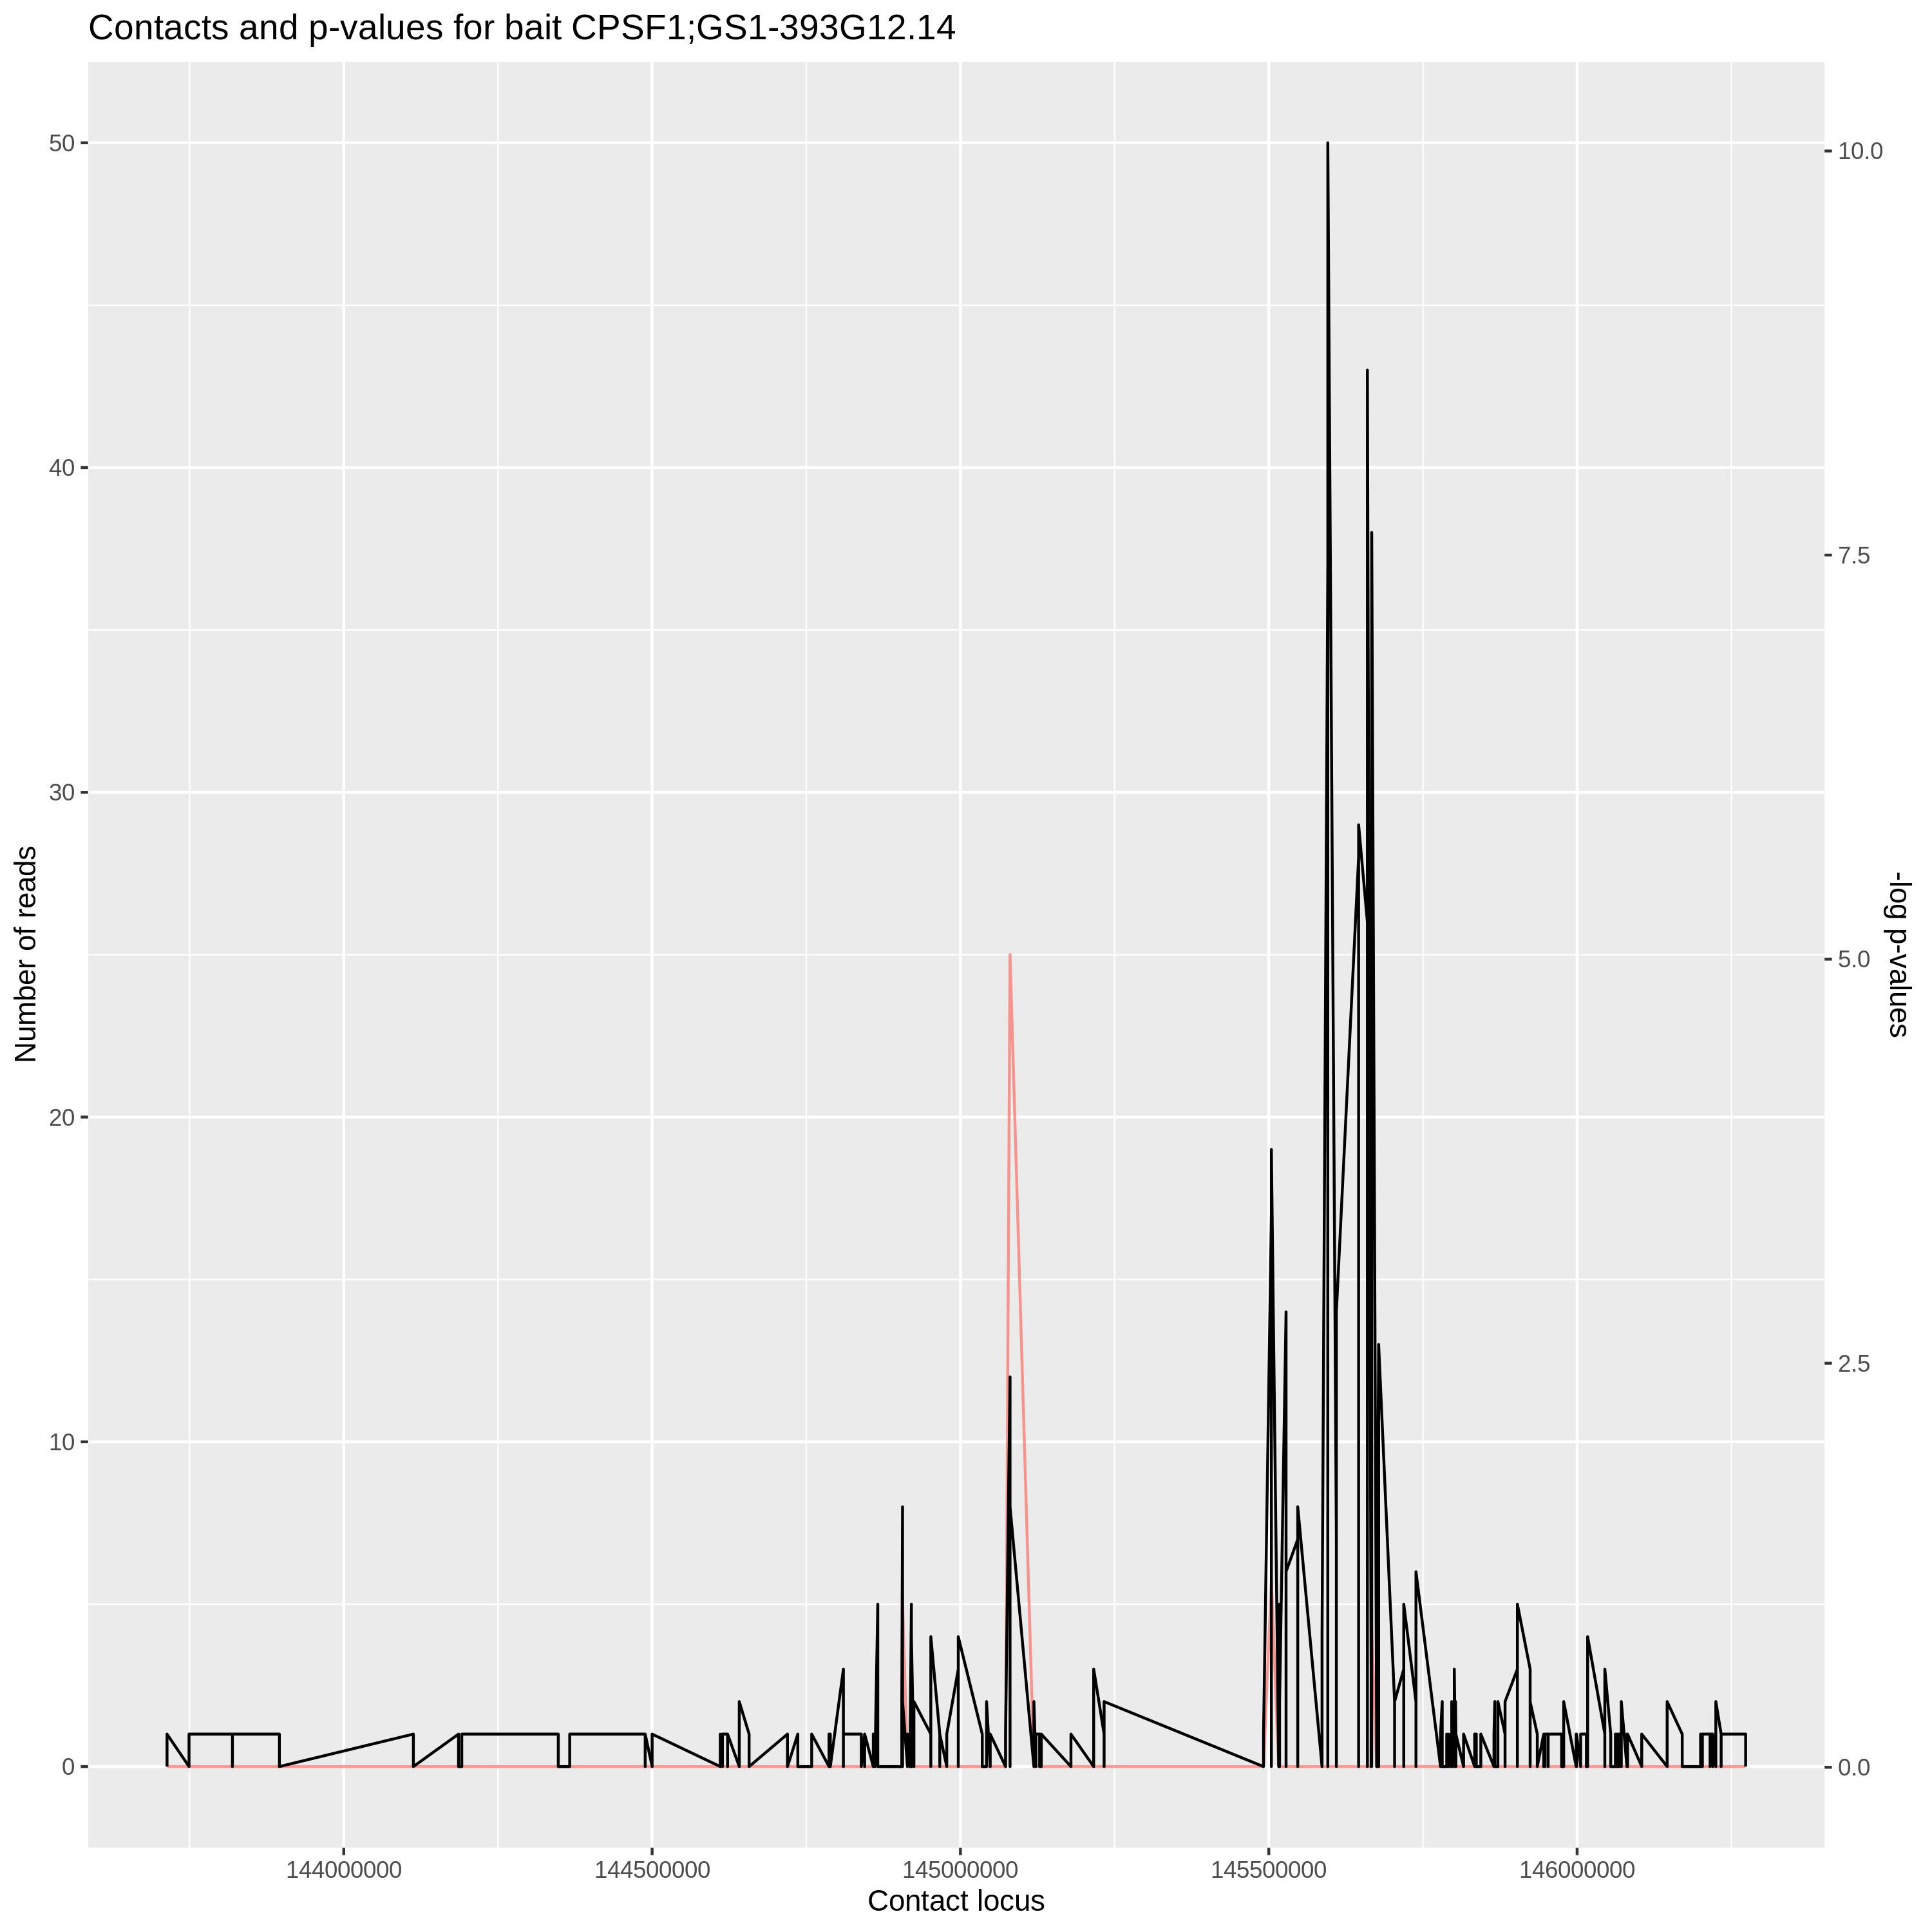 Contacts and p-values for bait CPSF1;GS1-393G12.14
Number of reads
50
40
30
20
10
0
10.0
7.5
5.0
2.5
0.0
-log p-values
144000000 144500000 145000000 145500000 146000000
Contact locus